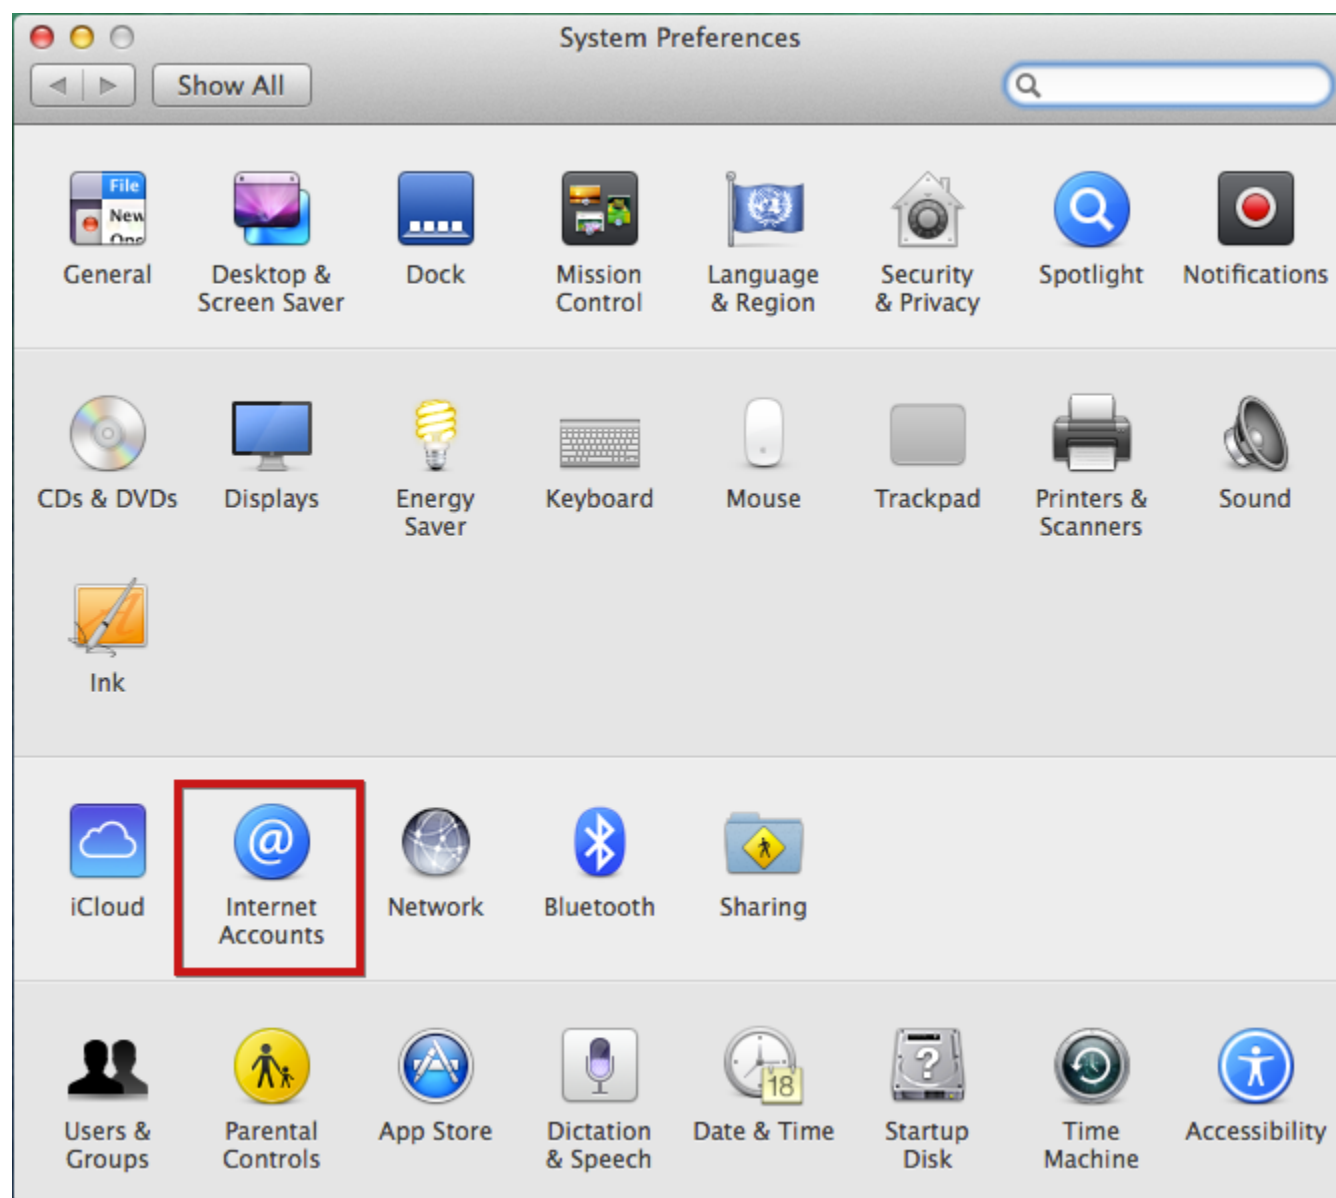 System Preferences
Show All
File
New
Ope
General
Desktop &
Screen Saver
Dock
Mission
Control
Language
& Region
Security
& Privacy
Spotlight
Notifications
CDs & DVDs
Displays
Energy
Saver
Keyboard
Mouse
Trackpad
Printers &
Scanners
Sound
Ink
iCloud
@
Internet
Accounts
Network
Bluetooth
Sharing
?
18
Users &
Groups
Parental
Controls
App Store
Dictation
& Speech
Date & Time
Startup
Disk
Time
Machine
Accessibility